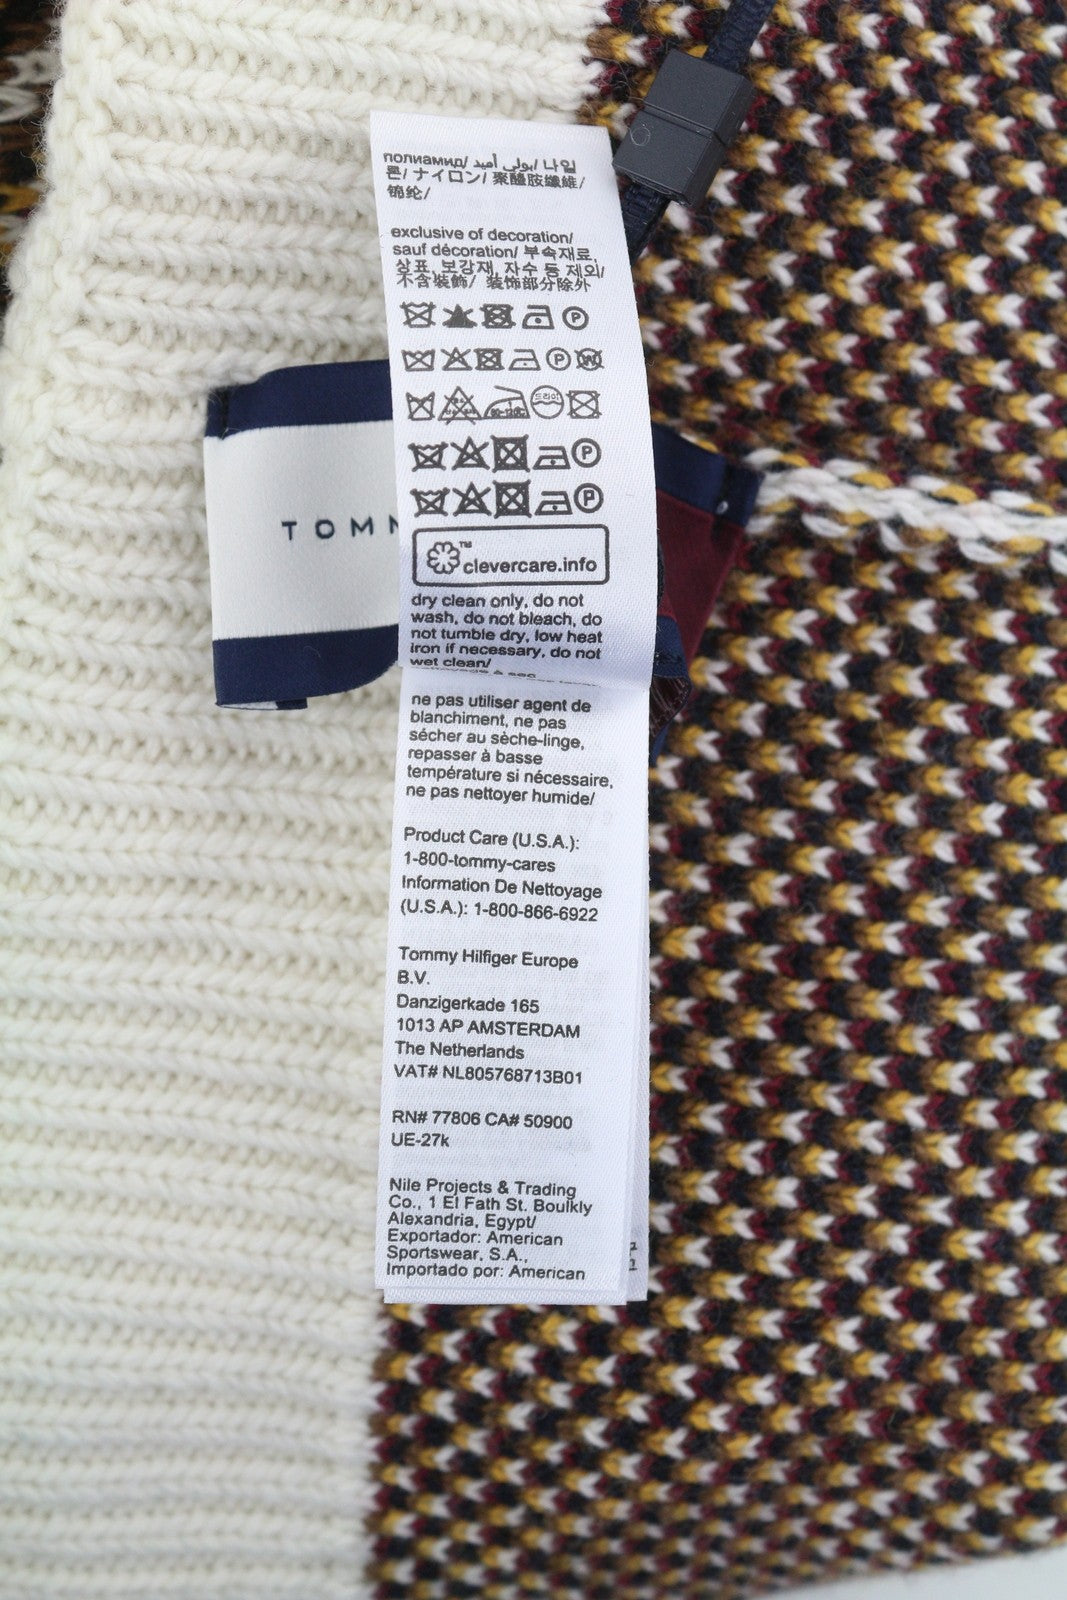 полиамид/ بولي أميد/ 나일
론/ ナイロン/ 聚醯胺纖維/
锦纶/
exclusive of decoration/
sauf décoration/ 부속재료,
상표, 보강재, 자수 등 제외/
不含裝飾/ 装饰部分除外
P
P W
드라이
P
P
TOMM
clevercare.info
dry clean only, do not
wash, do not bleach, do
not tumble dry, low heat
iron if necessary, do not
wet clean/
ne pas utiliser agent de
blanchiment, ne pas
sécher au sèche-linge,
repasser à basse
température si nécessaire,
ne pas nettoyer humide/
Product Care (U.S.A.):
1-800-tommy-cares
Information De Nettoyage
(U.S.A.): 1-800-866-6922
Tommy Hilfiger Europe
B.V.
Danzigerkade 165
1013 AP AMSTERDAM
The Netherlands
VAT# NL805768713B01
RN# 77806 CA# 50900
UE-27k
Nile Projects & Trading
Co., 1 El Fath St. Boulkly
Alexandria, Egypt/
Exportador: American
Sportswear, S.A.,
Importado por: American